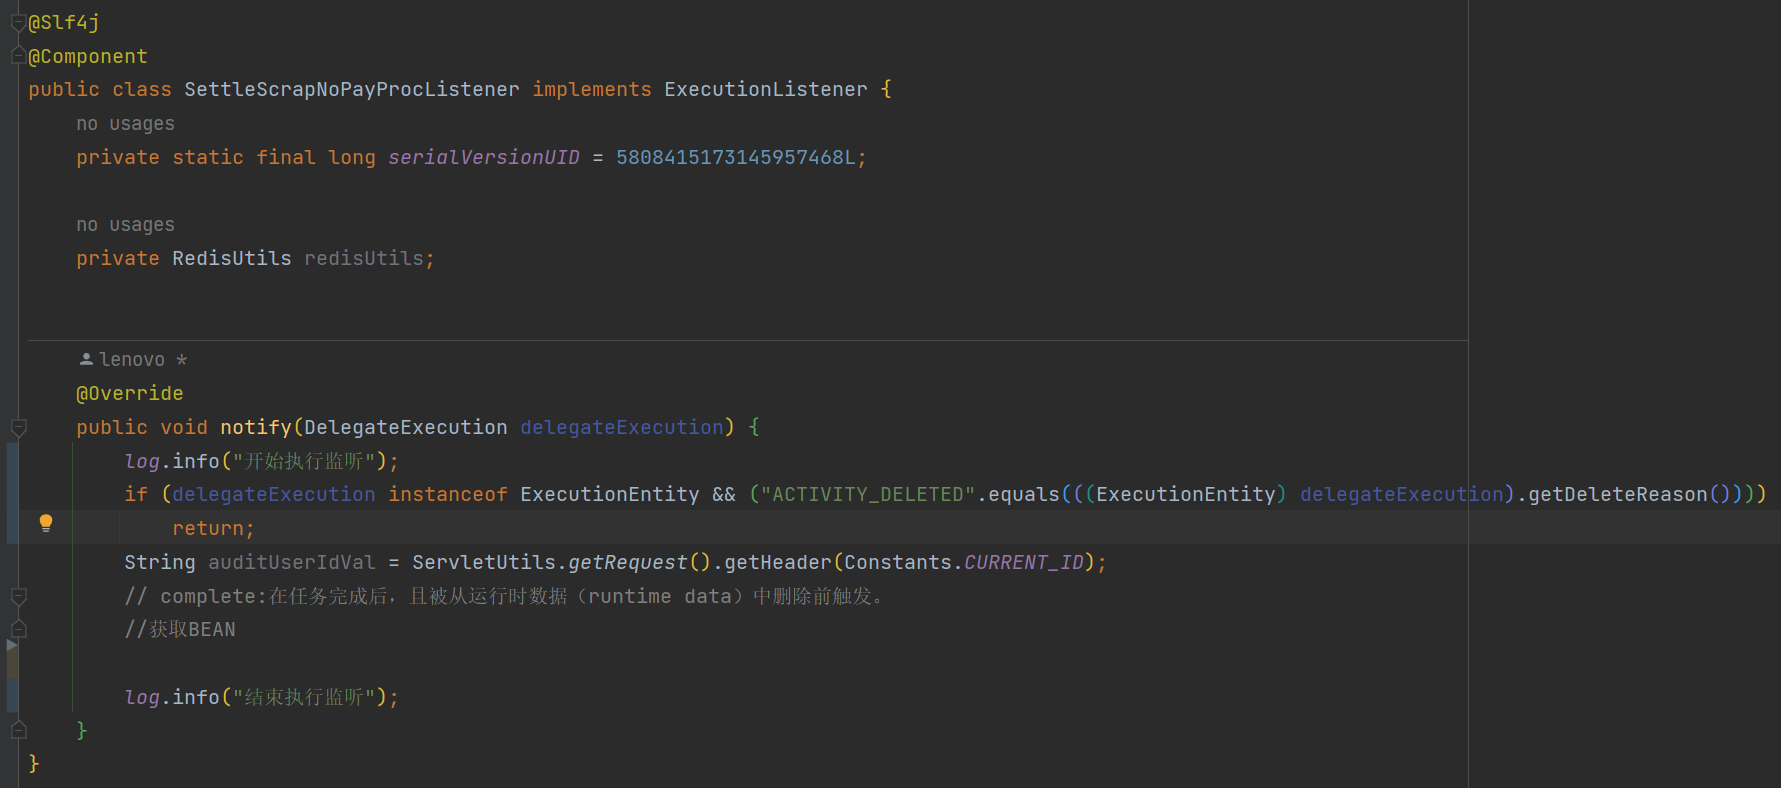 @Slf4j
@Component
public class SettleScrapNoPayProcListener implements ExecutionListener {
no usages
private static final long serialVersionUID = 5808415173145957468L;
no usages
private RedisUtils redisUtils;
lenovo *
@Override
public void notify(DelegateExecution delegateExecution) {
log.info("开始执行监听");
if (delegateExecution instanceof ExecutionEntity && ("ACTIVITY_DELETED".equals(((ExecutionEntity) delegateExecution).getDeleteReason())))
return;
String auditUserIdVal = ServletUtils.getRequest().getHeader(Constants.CURRENT_ID);
// complete:在任务完成后，且被从运行时数据（runtime data）中删除前触发。
//获取BEAN
log.info("结束执行监听");
}
}